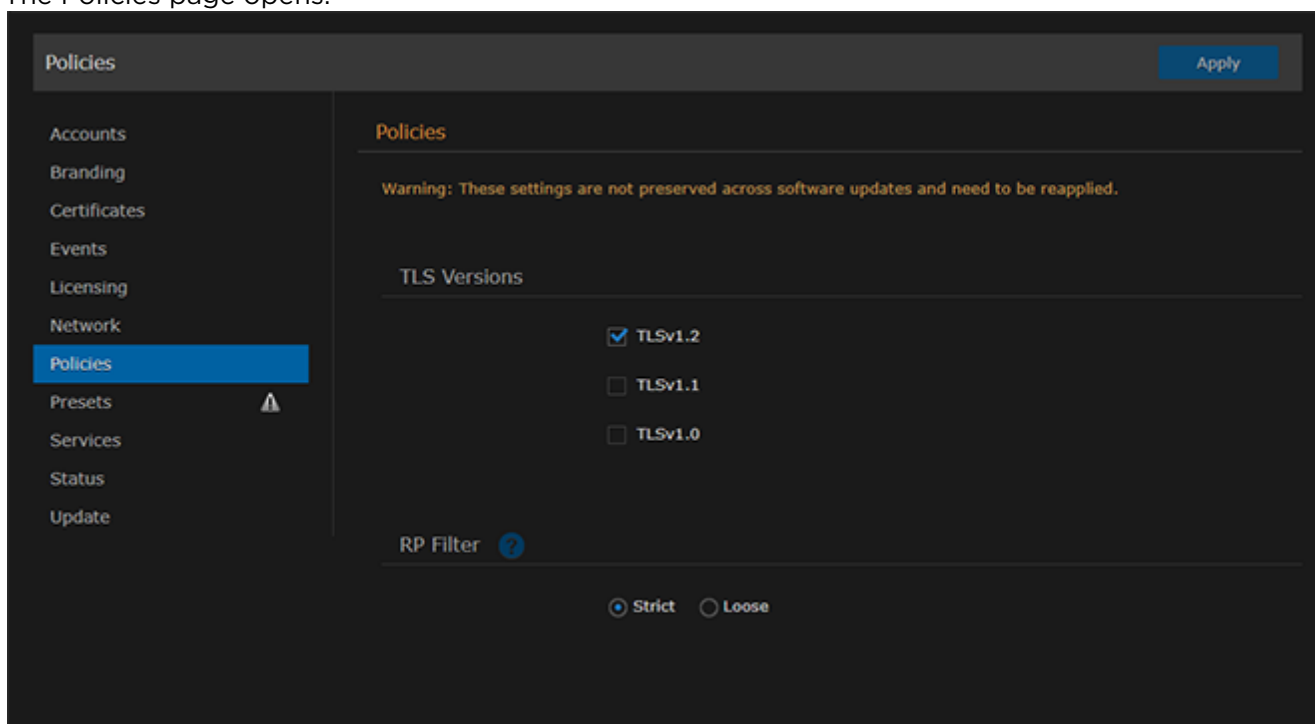 The Policies page opens.
Policies
Apply
Accounts
Branding
Certificates
Events
Licensing
Network
Policies
Presets
Services
Status
Update
Policies
Warning: These settings are not preserved across software updates and need to be reapplied.
TLS Versions
TLSv1.2
TLSv1.1
TLSv1.0
RP Filter ?
Strict Loose